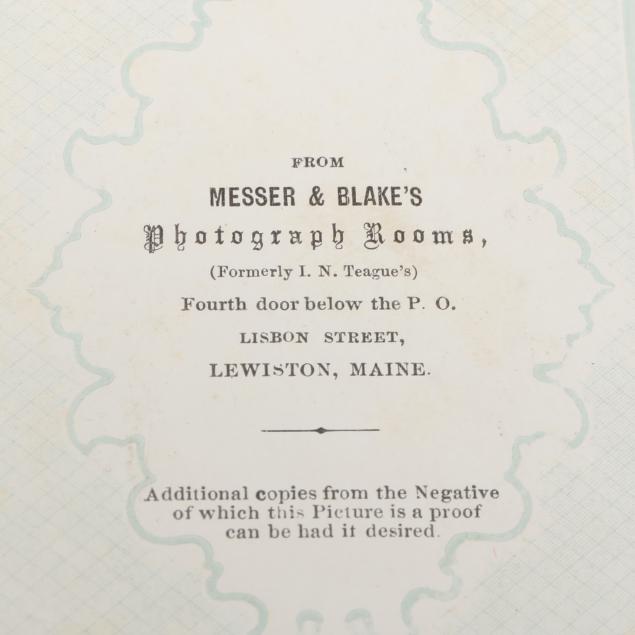 FROM
MESSER & BLAKE'S
Photograph Rooms,
(Formerly I. N. Teague's)
Fourth door below the P. O.
LISBON STREET,
LEWISTON, MAINE.
Additional copies from the Negative
of which this Picture is a proof
can be had if desired.